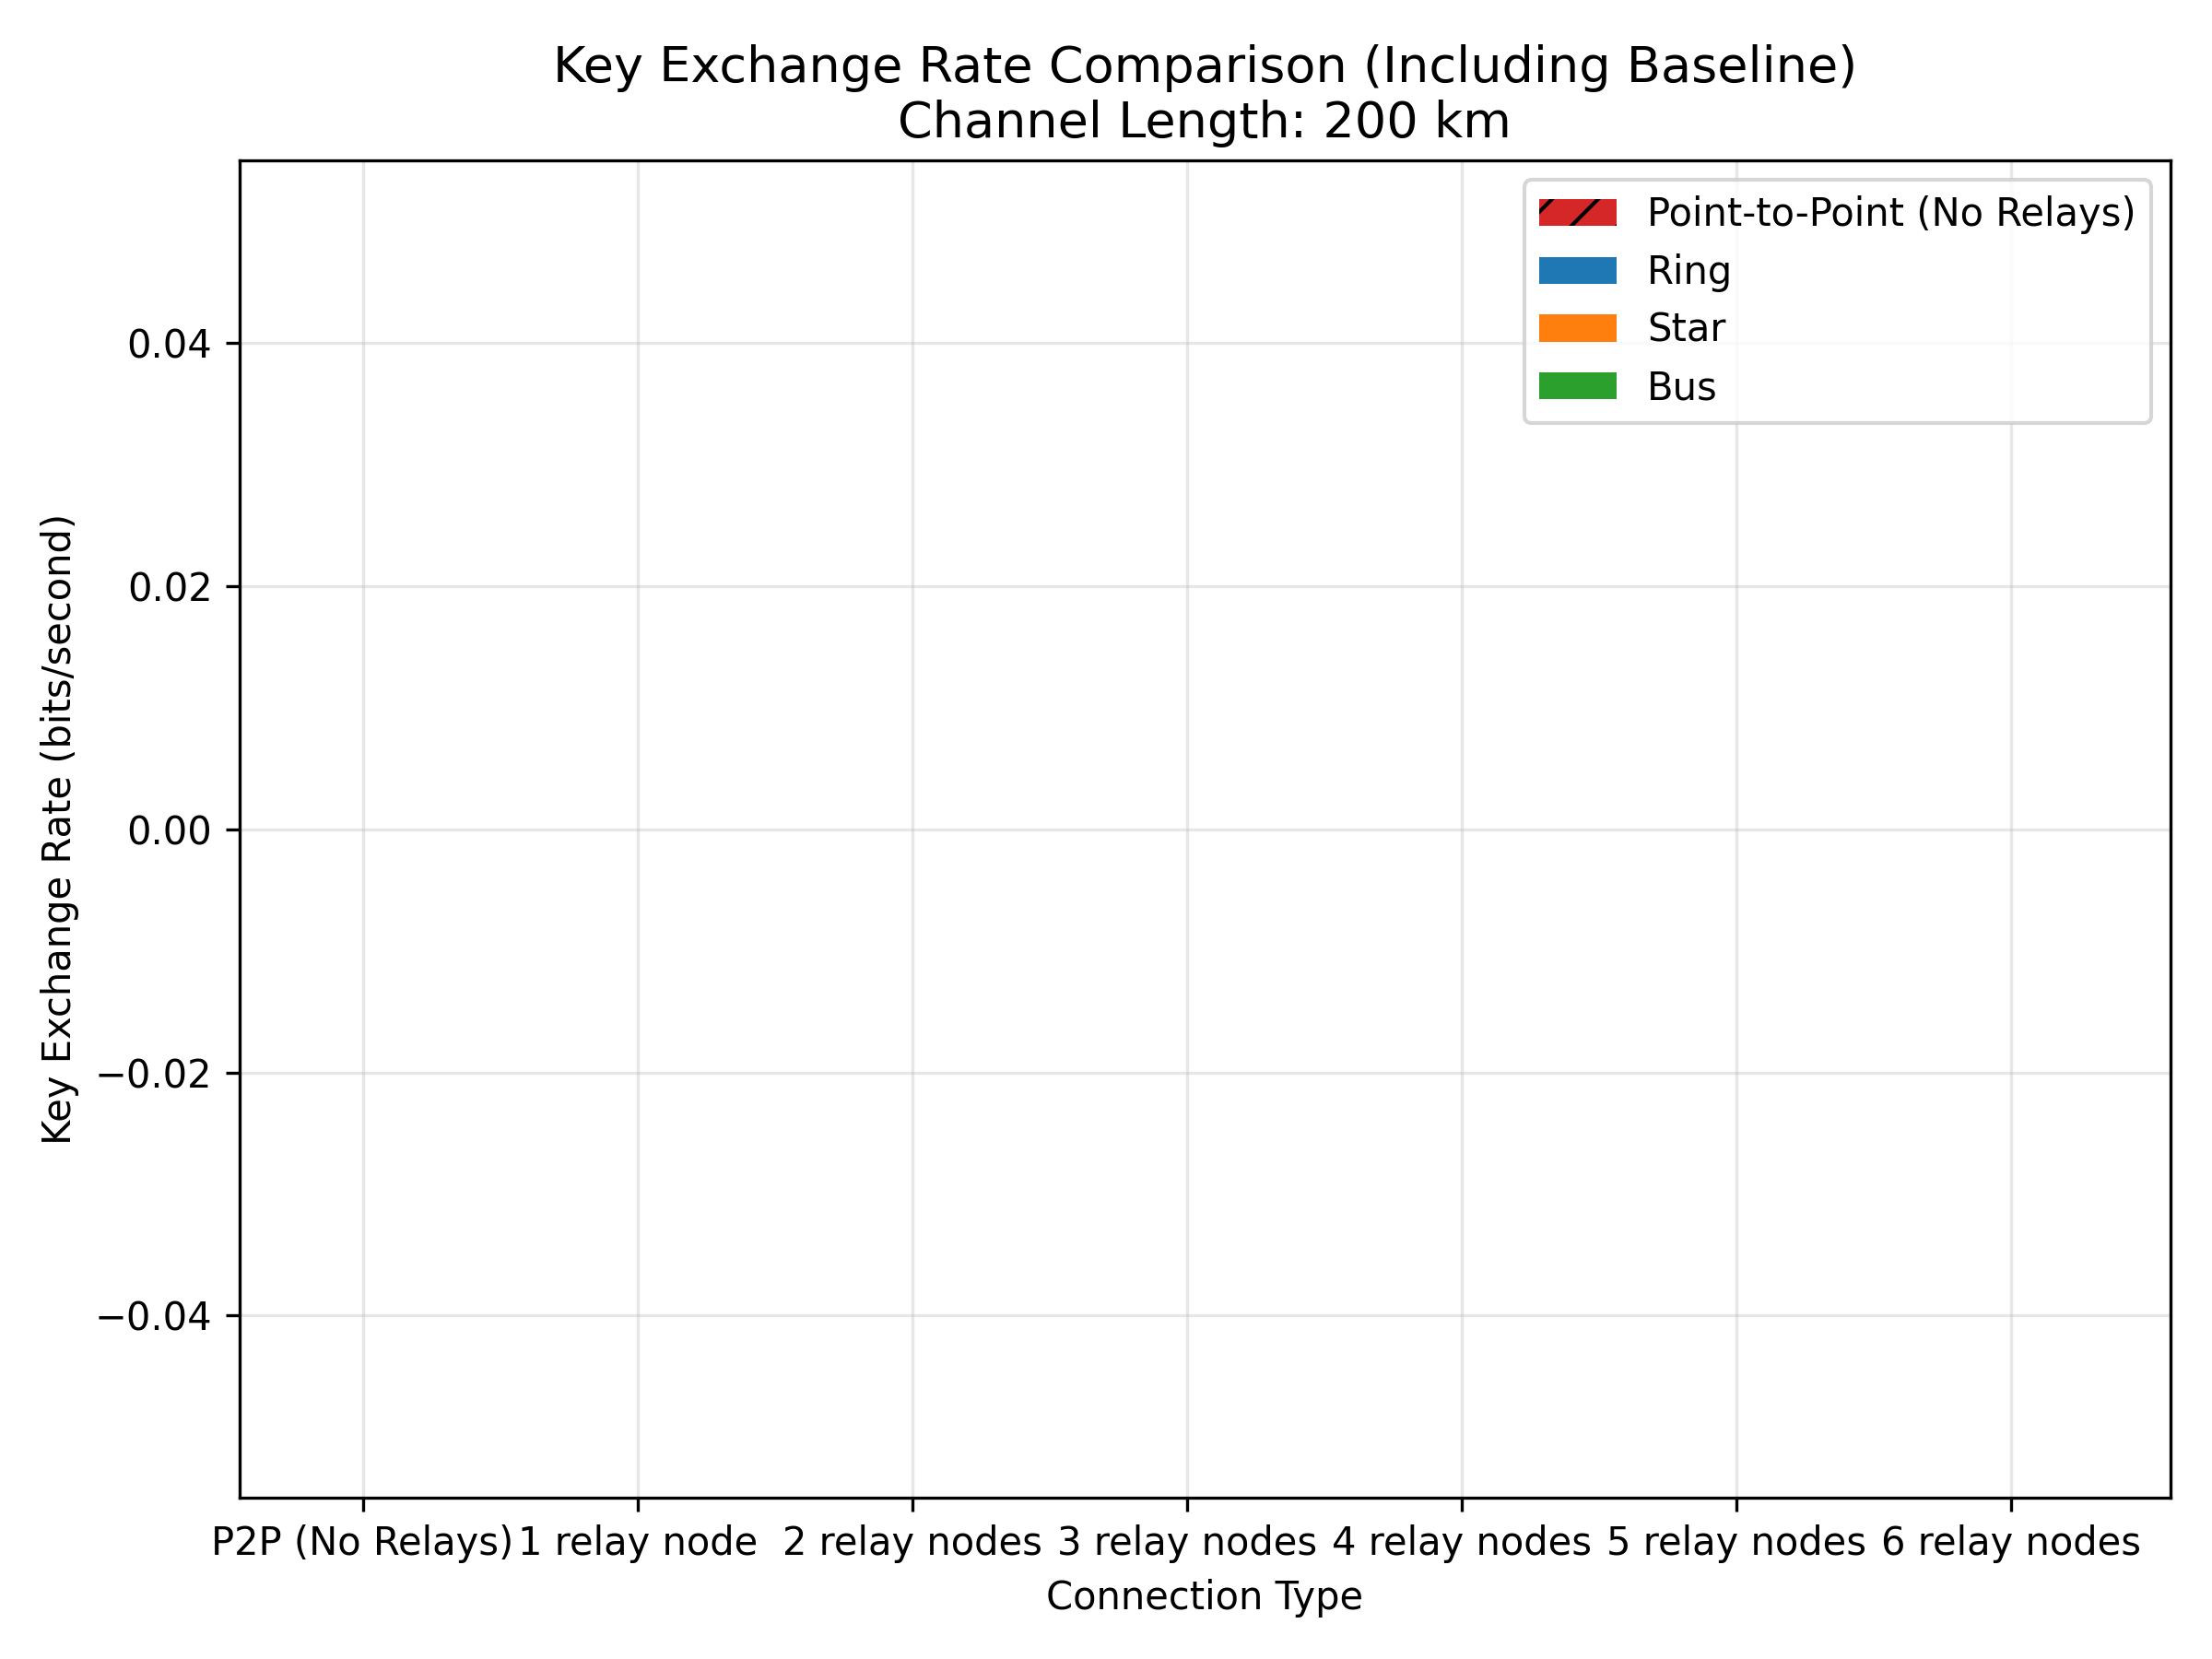 Key Exchange Rate Comparison (Including Baseline)
Channel Length: 200 km
Point-to-Point (No Relays)
Ring
Star
Bus
Key Exchange Rate (bits/second)
0.04
0.02
0.00
−0.02
−0.04
P2P (No Relays) 1 relay node 2 relay nodes 3 relay nodes 4 relay nodes 5 relay nodes 6 relay nodes
Connection Type